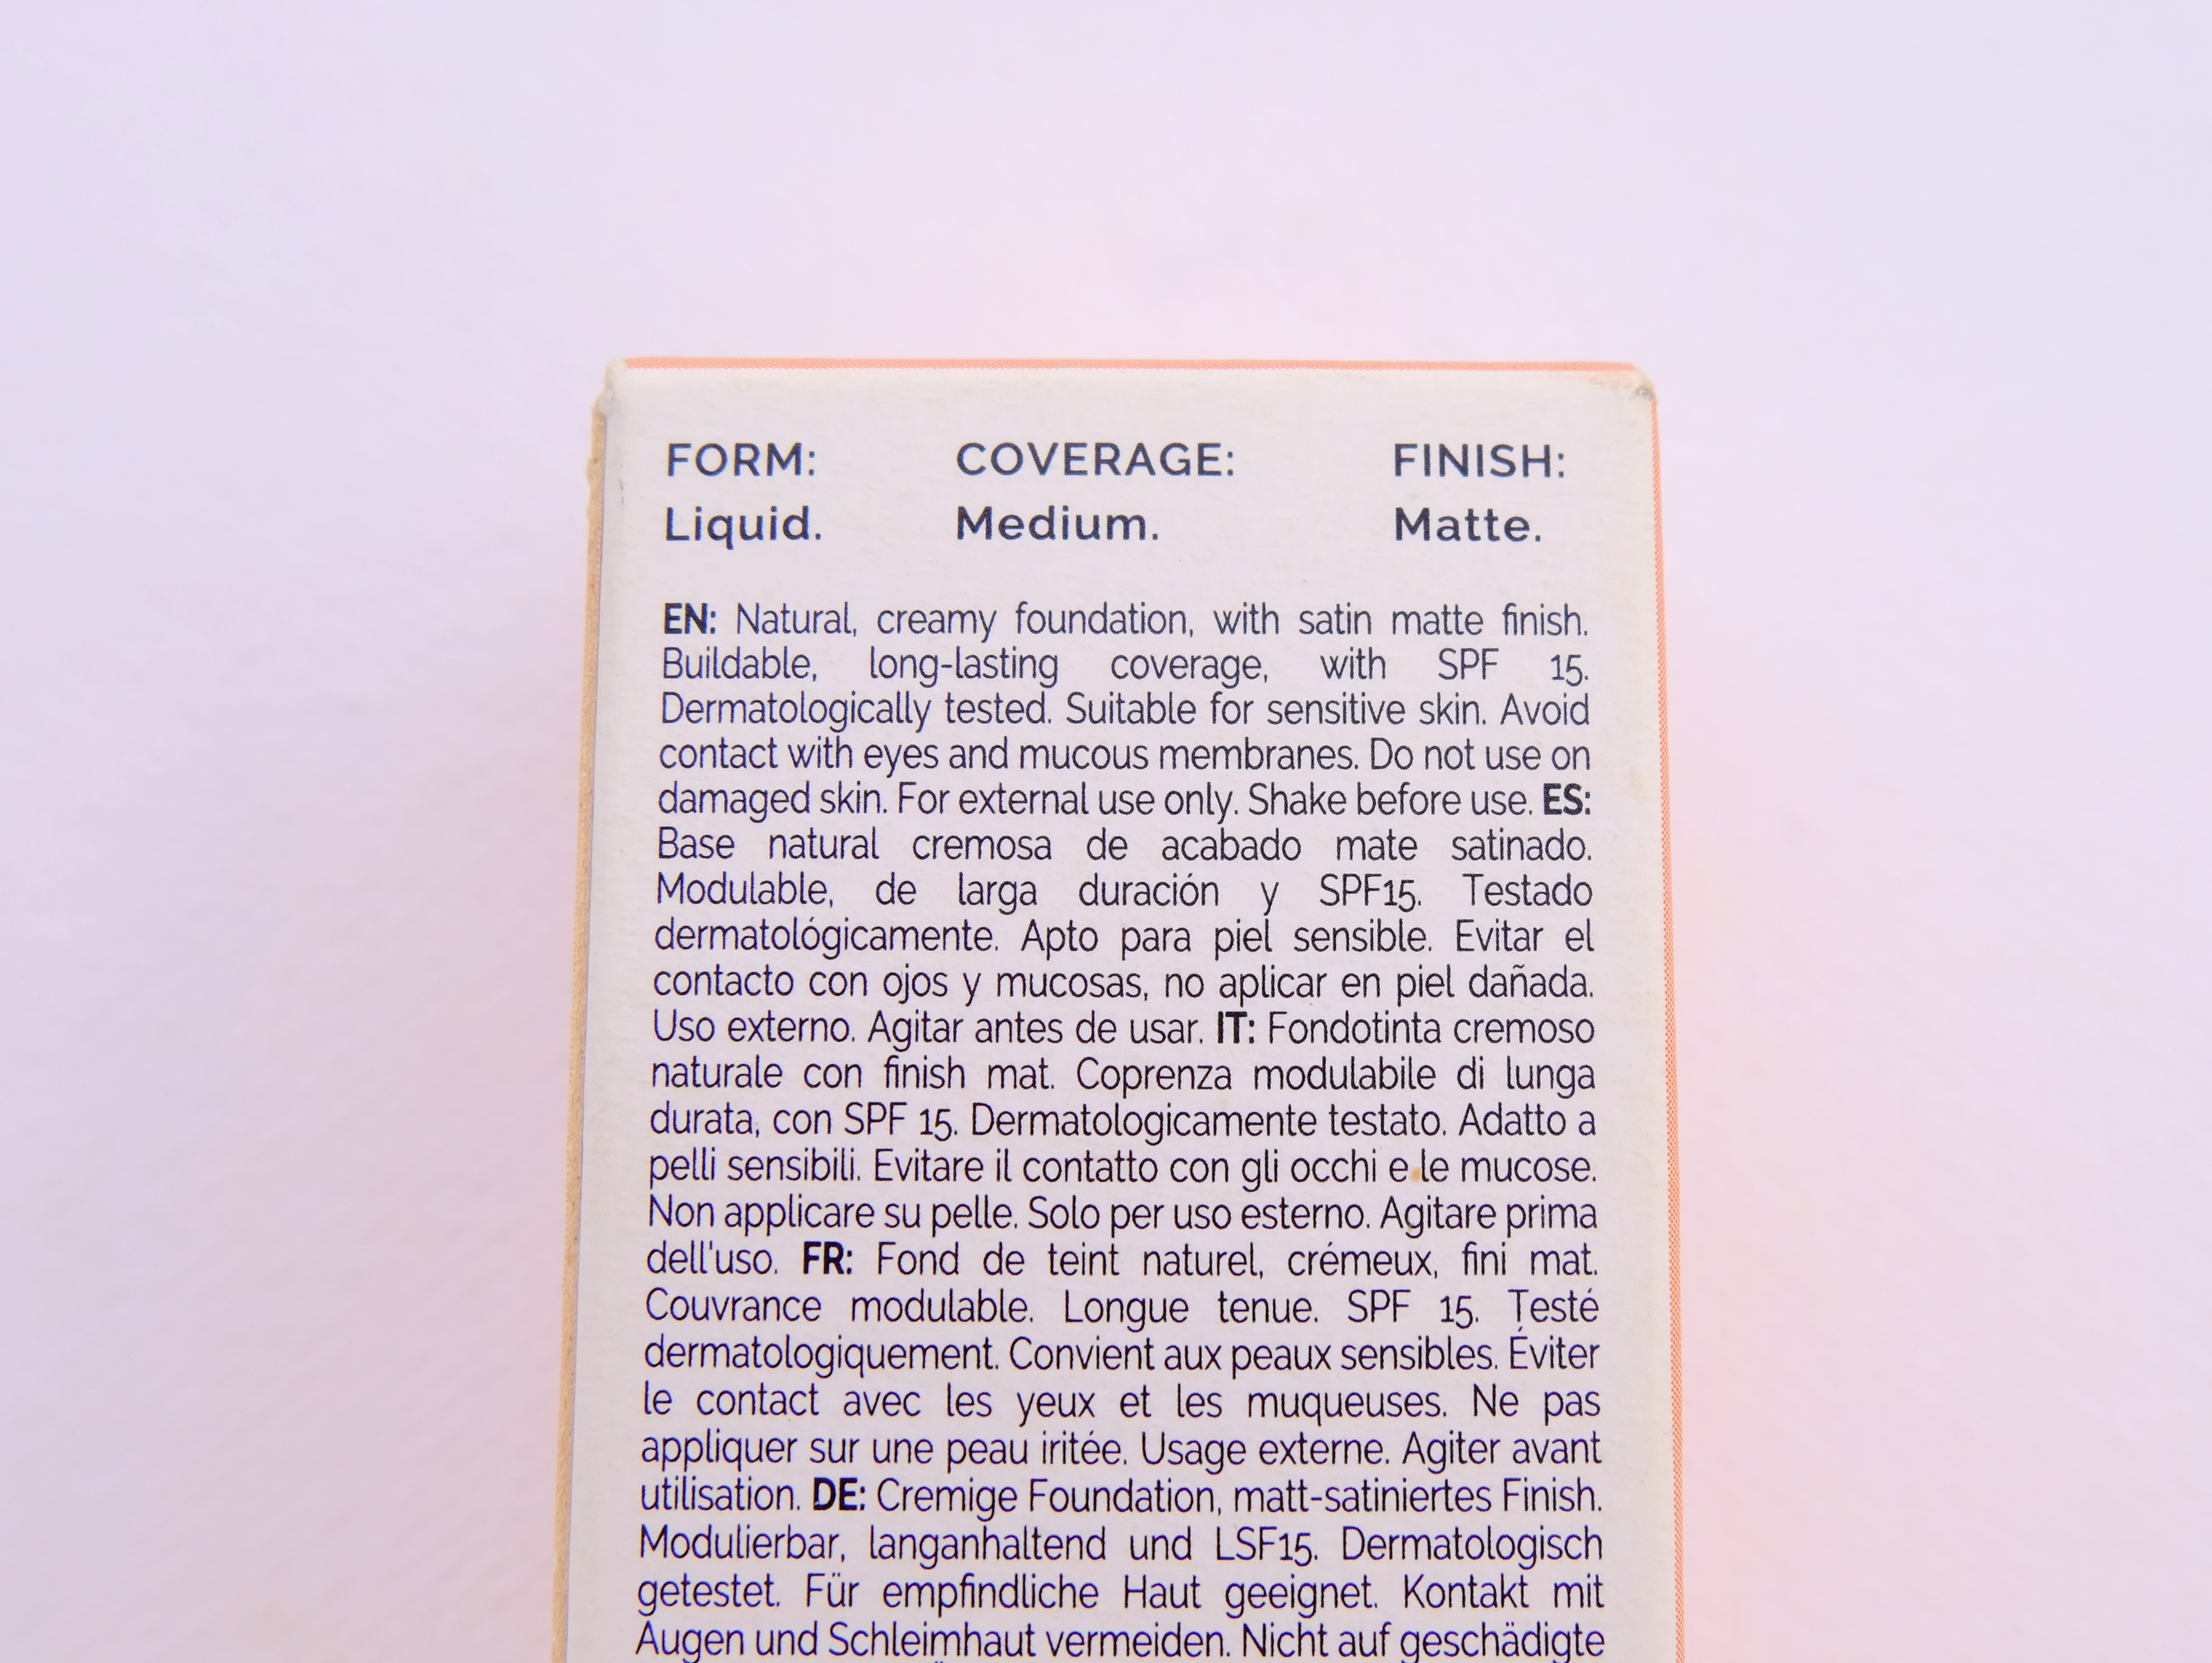 FORM: COVERAGE: FINISH:
Liquid. Medium. Matte.
EN: Natural, creamy foundation, with satin matte finish.
Buildable, long-lasting coverage, with SPF 15.
Dermatologically tested. Suitable for sensitive skin. Avoid
contact with eyes and mucous membranes. Do not use on
damaged skin. For external use only. Shake before use. ES:
Base natural cremosa de acabado mate satinado.
Modulable, de larga duración y SPF15. Testado
dermatológicamente. Apto para piel sensible. Evitar el
contacto con ojos y mucosas, no aplicar en piel dañada.
Uso externo. Agitar antes de usar. IT: Fondotinta cremoso
naturale con finish mat. Coprenza modulabile di lunga
durata, con SPF 15. Dermatologicamente testato. Adatto a
pelli sensibili. Evitare il contatto con gli occhi e le mucose.
Non applicare su pelle. Solo per uso esterno. Agitare prima
dell'uso. FR: Fond de teint naturel, crémeux, fini mat.
Couvrance modulable. Longue tenue. SPF 15. Testé
dermatologiquement. Convient aux peaux sensibles. Éviter
le contact avec les yeux et les muqueuses. Ne pas
appliquer sur une peau iritée. Usage externe. Agiter avant
utilisation. DE: Cremige Foundation, matt-satiniertes Finish.
Modulierbar, langanhaltend und LSF15. Dermatologisch
getestet. Für empfindliche Haut geeignet. Kontakt mit
Augen und Schleimhaut vermeiden. Nicht auf geschädigte